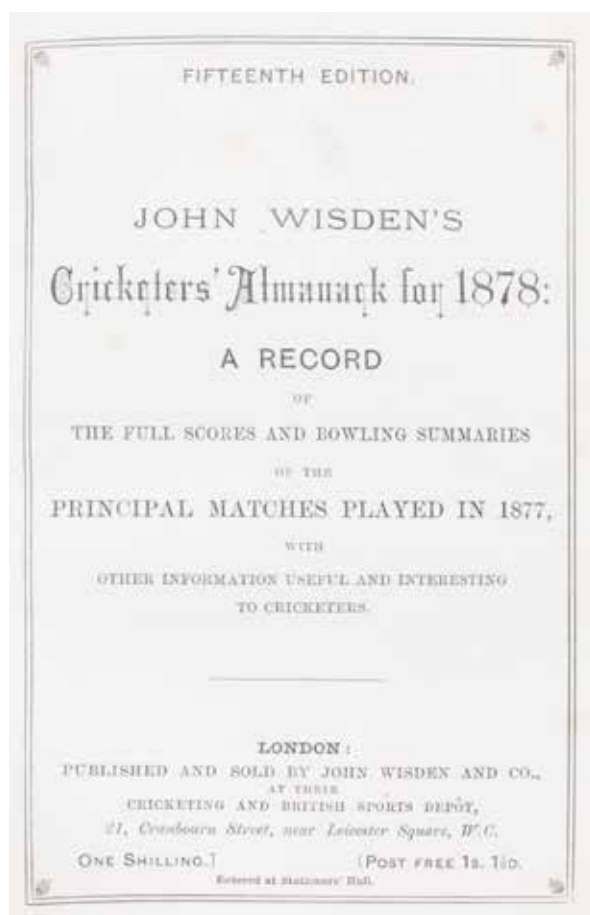 FIFTEENTH EDITION.
JOHN WISDEN'S
Cricketers' Almanack for 1878:
A RECORD
OF
THE FULL SCORES AND BOWLING SUMMARIES
OF THE
PRINCIPAL MATCHES PLAYED IN 1877,
WITH
OTHER INFORMATION USEFUL AND INTERESTING
TO CRICKETERS.
LONDON:
PUBLISHED AND SOLD BY JOHN WISDEN AND CO.,
AT THEIR
CRICKETING AND BRITISH SPORTS DEPÔT,
21, Cranbourn Street, near Leicester Square, W.C.
ONE SHILLING.]
[POST FREE 1S. 1½D.
Entered at Stationers' Hall.